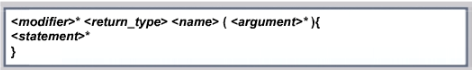 <modifier>* <return_type> <name> ( <argument>* ){
<statement>*
}